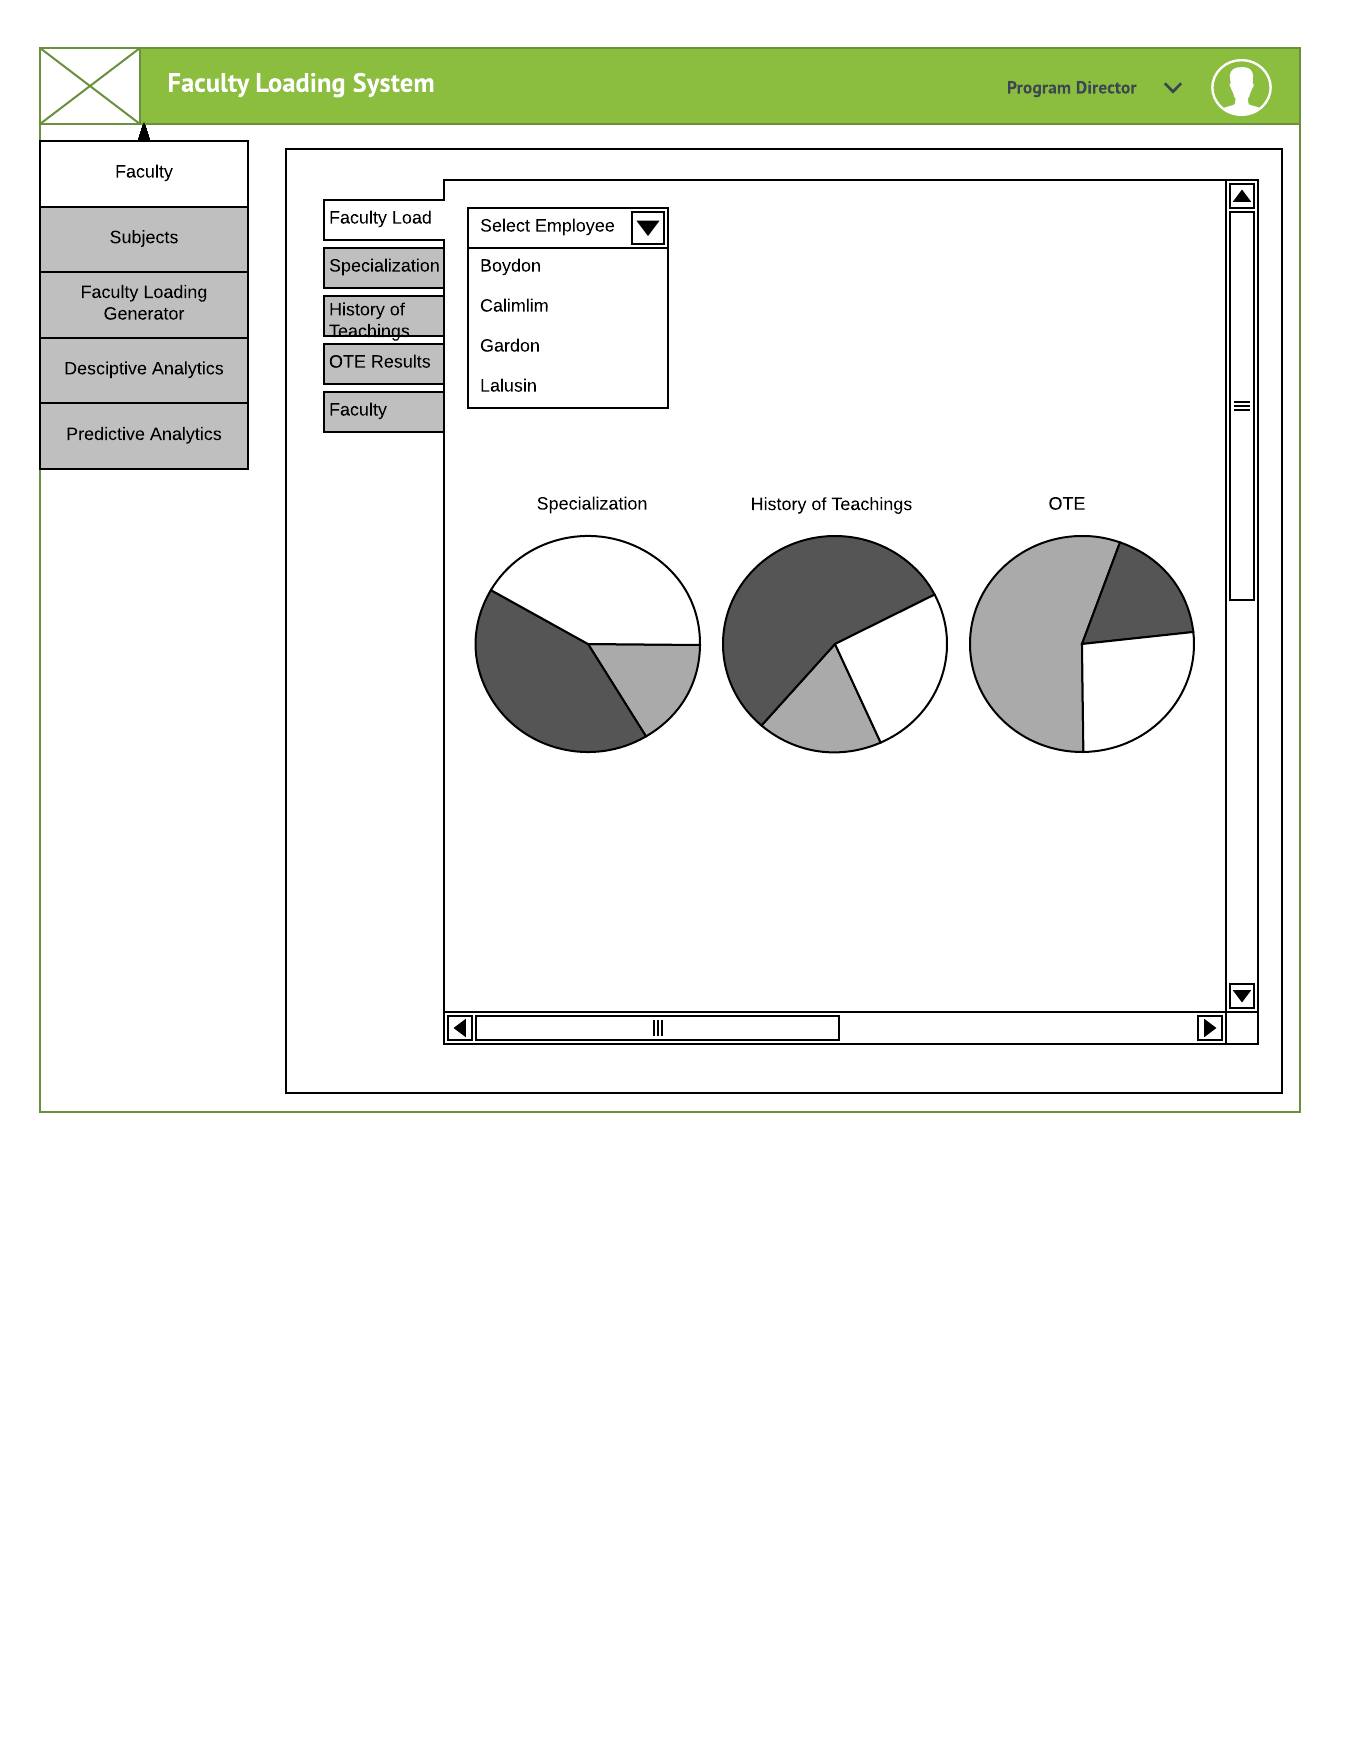 Faculty Loading System
Program Director
Faculty
Subjects
Faculty Loading
Generator
Desciptive Analytics
Predictive Analytics
Faculty Load
Specialization
History of
Teachings
OTE Results
Faculty
Select Employee
Boydon
Calimlim
Gardon
Lalusin
Specialization
History of Teachings
OTE